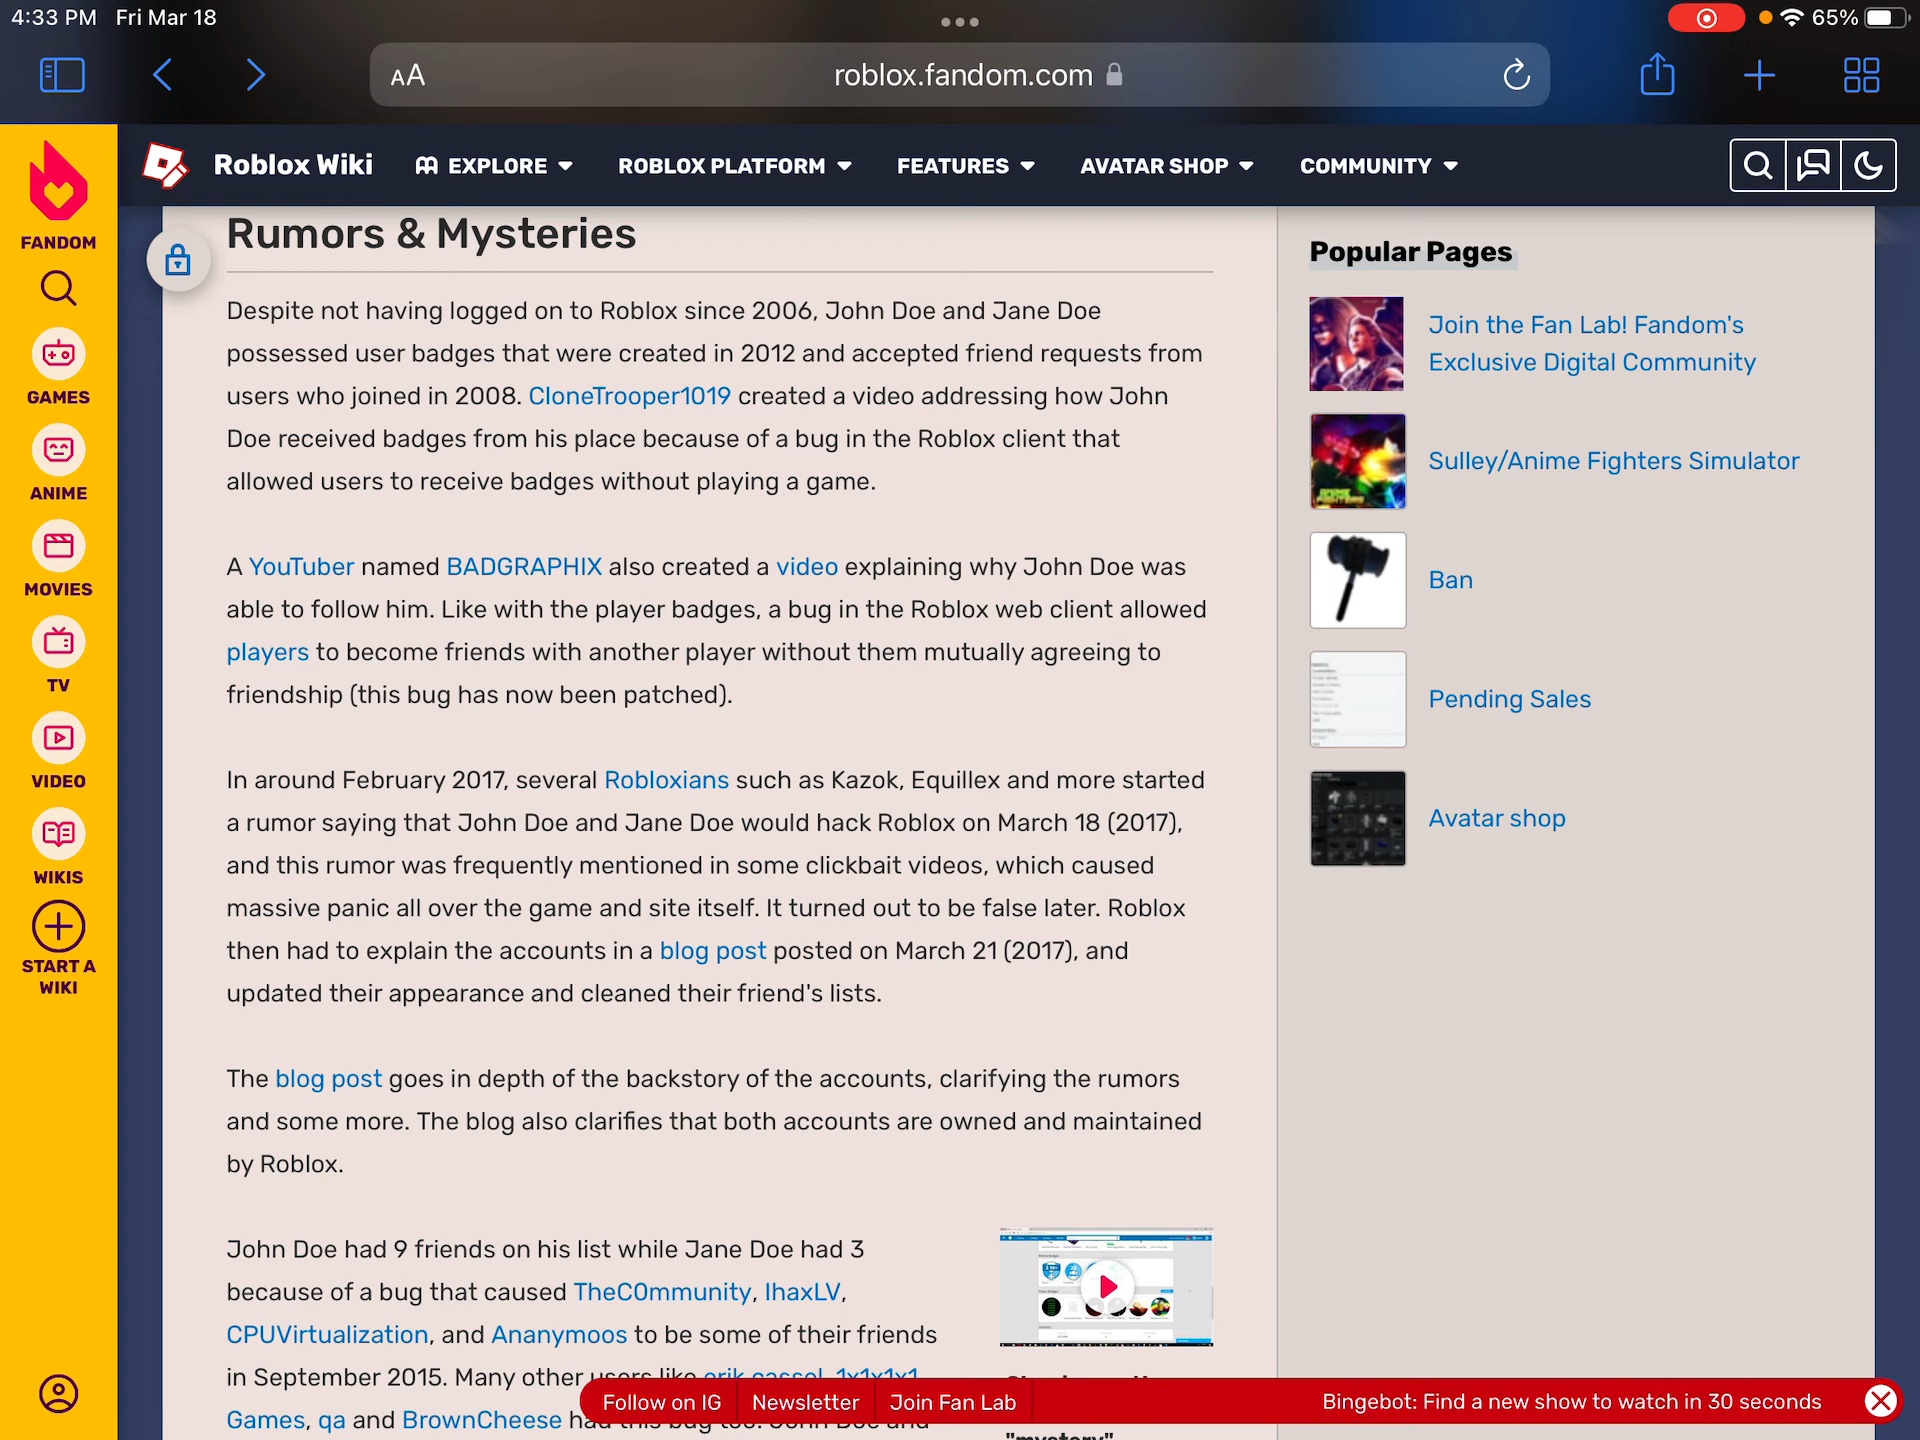 4:33 PM Fri Mar 18
65%
AA
roblox.fandom.com
Roblox Wiki
EXPLORE
ROBLOX PLATFORM
FEATURES
AVATAR SHOP
COMMUNITY
FANDOM
GAMES
ANIME
MOVIES
TV
VIDEO
WIKIS
START A
WIKI
Rumors & Mysteries
Despite not having logged on to Roblox since 2006, John Doe and Jane Doe
possessed user badges that were created in 2012 and accepted friend requests from
users who joined in 2008. CloneTrooper1019 created a video addressing how John
Doe received badges from his place because of a bug in the Roblox client that
allowed users to receive badges without playing a game.
A YouTuber named BADGRAPHIX also created a video explaining why John Doe was
able to follow him. Like with the player badges, a bug in the Roblox web client allowed
players to become friends with another player without them mutually agreeing to
friendship (this bug has now been patched).
In around February 2017, several Robloxians such as Kazok, Equillex and more started
a rumor saying that John Doe and Jane Doe would hack Roblox on March 18 (2017),
and this rumor was frequently mentioned in some clickbait videos, which caused
massive panic all over the game and site itself. It turned out to be false later. Roblox
then had to explain the accounts in a blog post posted on March 21 (2017), and
updated their appearance and cleaned their friend's lists.
The blog post goes in depth of the backstory of the accounts, clarifying the rumors
and some more. The blog also clarifies that both accounts are owned and maintained
by Roblox.
John Doe had 9 friends on his list while Jane Doe had 3
because of a bug that caused TheC0mmunity, IhaxLV,
CPUVirtualization, and Ananymoos to be some of their friends
in September 2015. Many other users like erik.cassel, 1x1x1x1,
Games, qa and BrownCheese had this bug too. John Doe and
"mystery"
Popular Pages
Join the Fan Lab! Fandom's
Exclusive Digital Community
Sulley/Anime Fighters Simulator
Ban
Pending Sales
Avatar shop
Follow on IG
Newsletter
Join Fan Lab
Bingebot: Find a new show to watch in 30 seconds